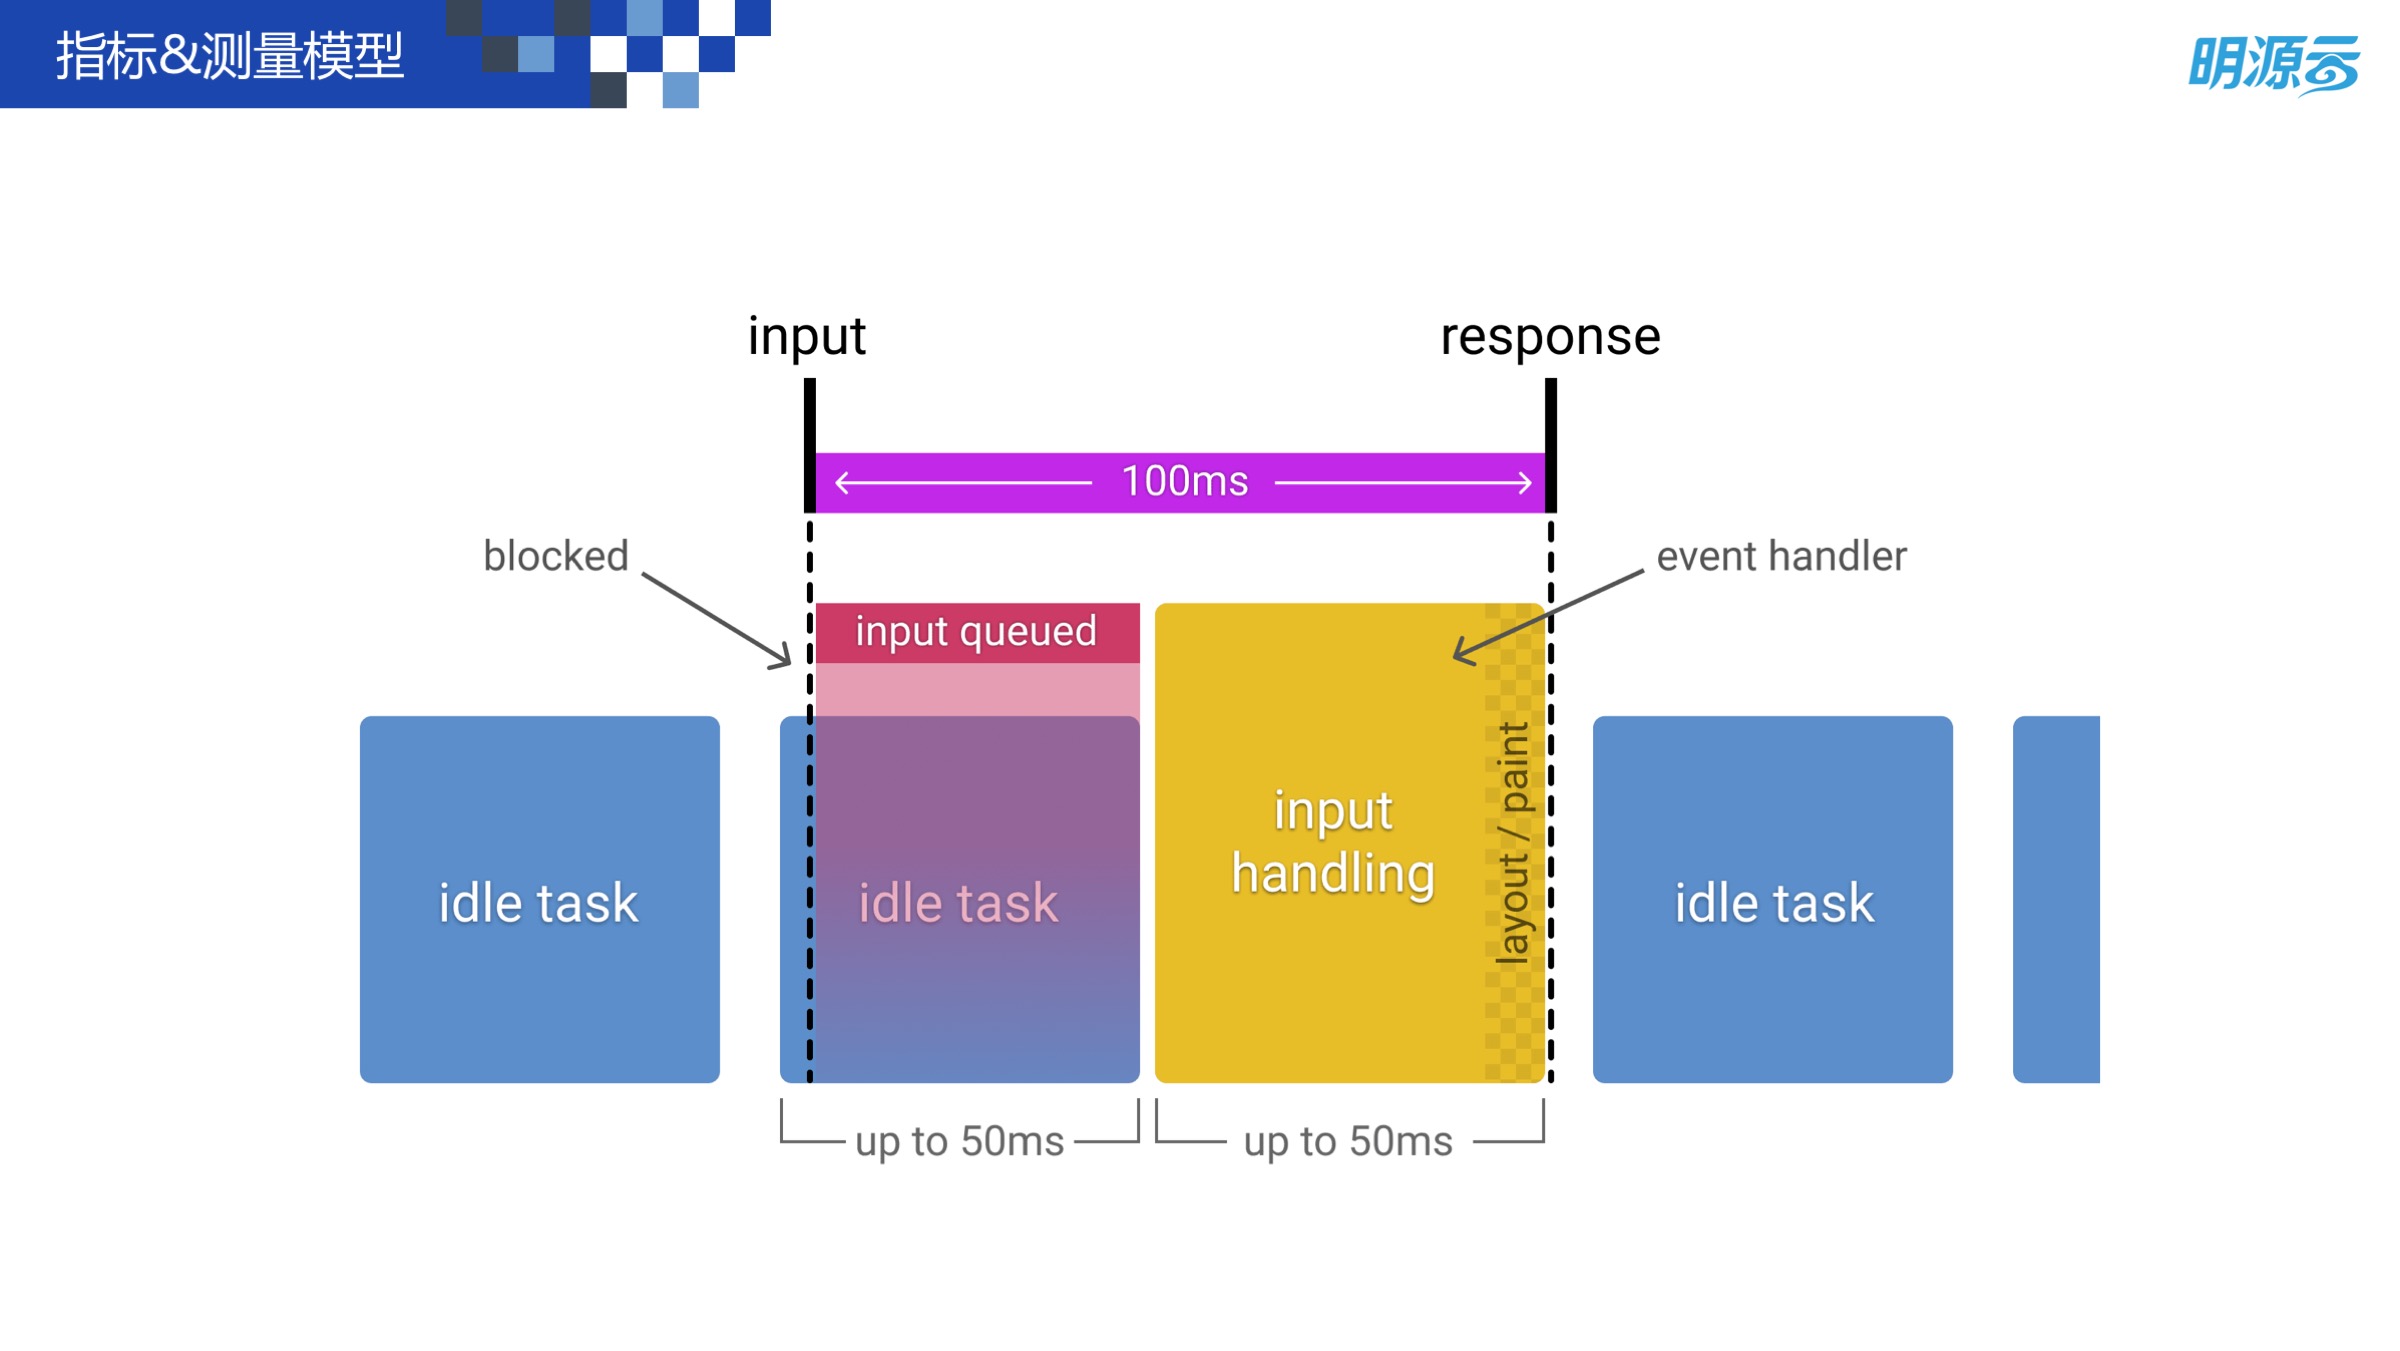 指标&测量模型
明源云
input
response
100ms
blocked
event handler
input queued
idle task
idle task
input
handling
layout / paint
idle task
up to 50ms
up to 50ms